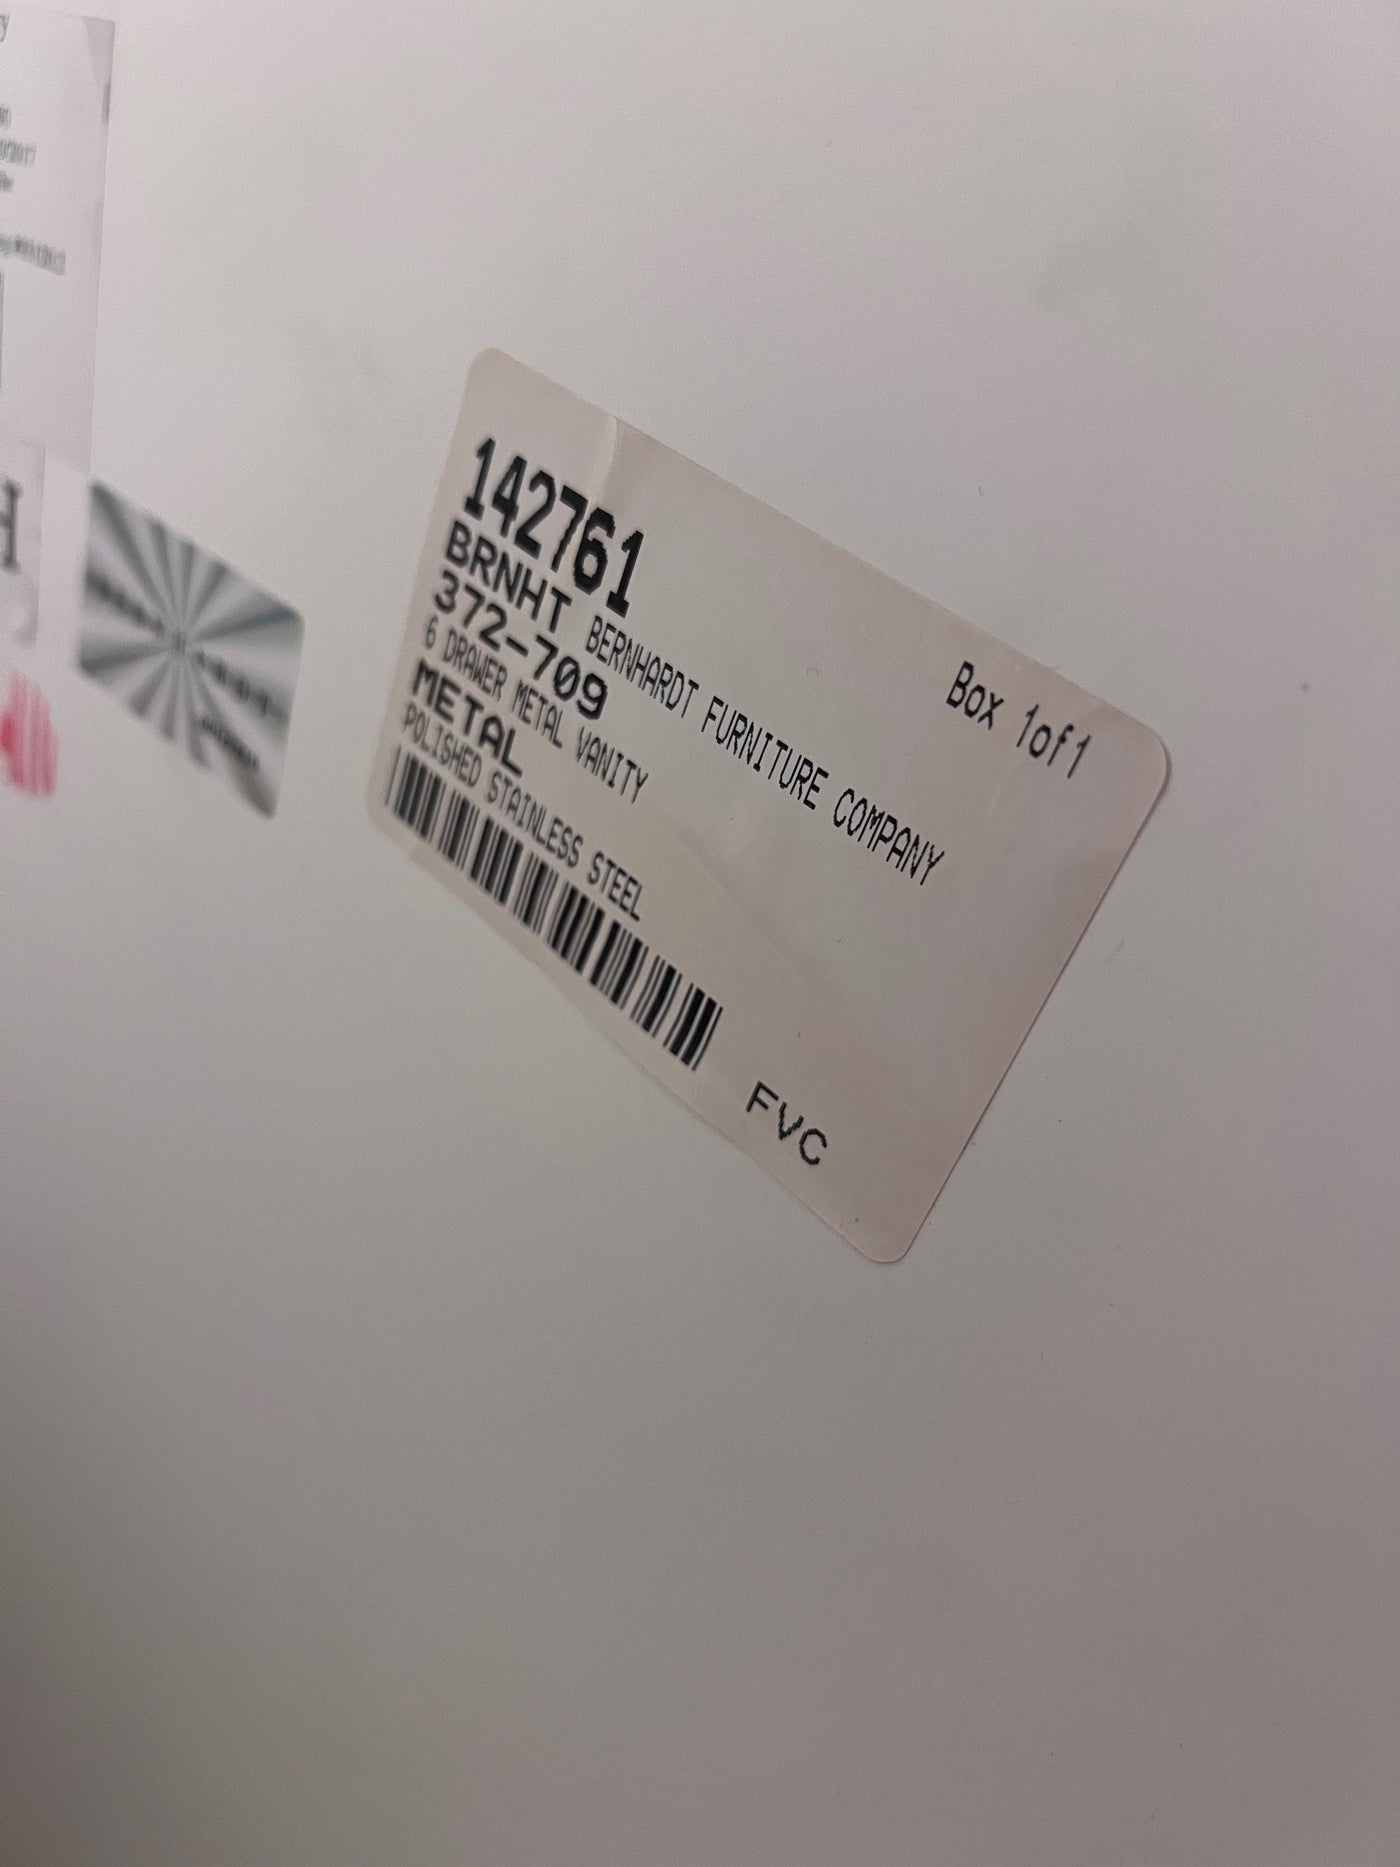 Box 1of1
142761
BRNHT BERNHARDT FURNITURE COMPANY
372-709
6 DRAWER METAL VANITY
METAL
POLISHED STAINLESS STEEL
FVC
H